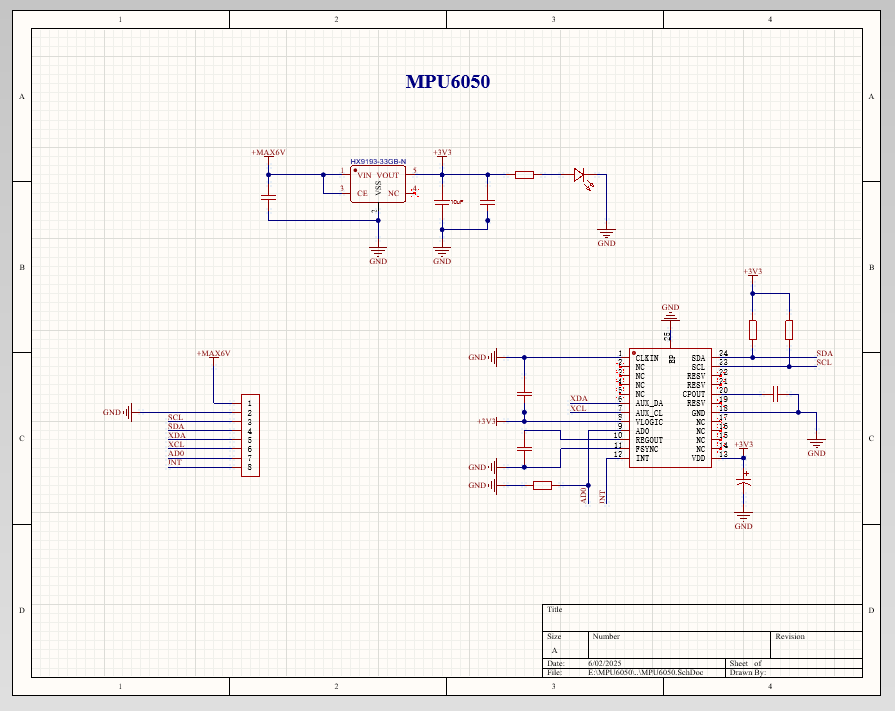 1 2 3 4
A A
MPU6050
+MAX6V HX9193-33GB-N +3V3
1 VIN VOUT 5
3 CE VSS NC 4
2
10uF
GND GND GND
B B
+3V3
GND
25
+MAX6V
GND 1 CLKIN EP SDA 24 SDA
2 NC SCL 23 SCL
3 NC RESV 22
4 NC RESV 21
5 NC CPOUT 20
XDA 6 AUX_DA RESV 19
XCL 7 AUX_CL GND 18
+3V3 8 VLOGIC NC 17
9 AD0 NC 16
10 REGOUT NC 15
11 FSYNC NC 14
12 INT VDD 13
1
GND 2
SCL 3
SDA 4
XDA 5
XCL 6
AD0 7
INT 8
C C
+3V3
GND
GND
GND
AD0 INT
+
GND
D D
Title
Size Number Revision
A
Date: 6/02/2025 Sheet of
File: E:\MPU6050\..\MPU6050.SchDoc Drawn By:
1 2 3 4